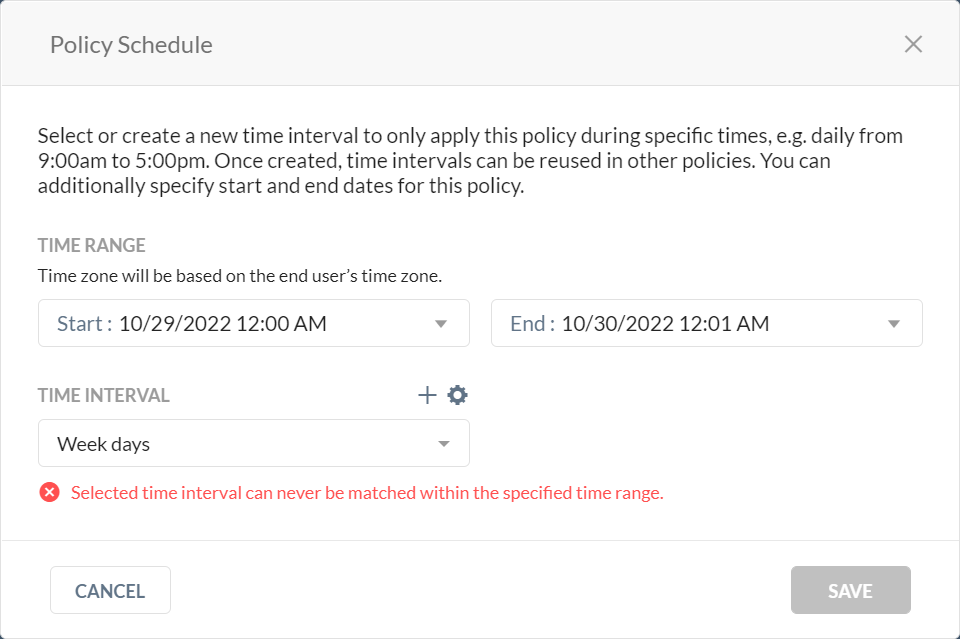 Policy Schedule
Select or create a new time interval to only apply this policy during specific times, e.g. daily from
9:00am to 5:00pm. Once created, time intervals can be reused in other policies. You can
additionally specify start and end dates for this policy.
TIME RANGE
Time zone will be based on the end user’s time zone.
Start : 10/29/2022 12:00 AM
End : 10/30/2022 12:01 AM
TIME INTERVAL
Week days
Selected time interval can never be matched within the specified time range.
CANCEL
SAVE